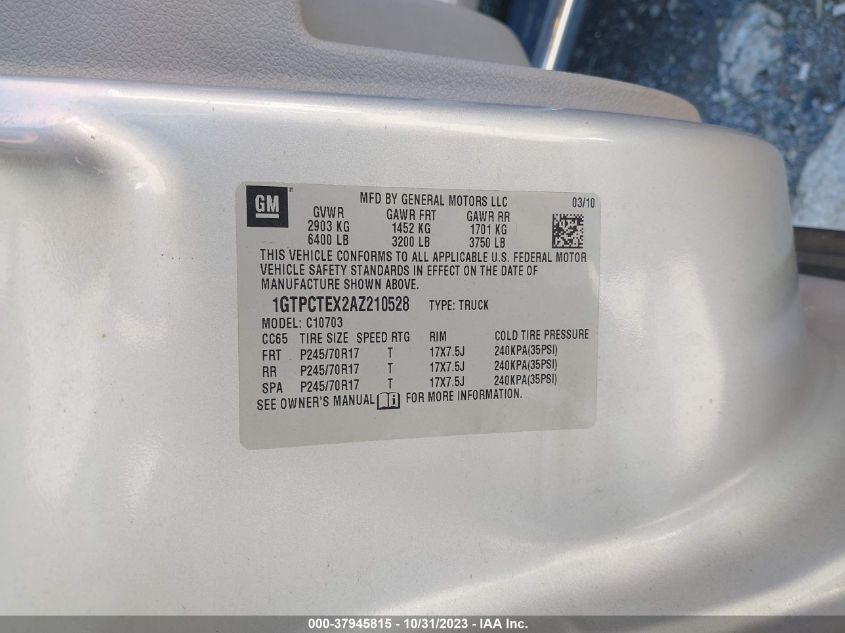 GM
MFD BY GENERAL MOTORS LLC 03/10
GVWR GAWR FRT GAWR RR
2903 KG 1452 KG 1701 KG
6400 LB 3200 LB 3750 LB
THIS VEHICLE CONFORMS TO ALL APPLICABLE U.S. FEDERAL MOTOR
VEHICLE SAFETY STANDARDS IN EFFECT ON THE DATE OF
MANUFACTURE SHOWN ABOVE.
1GTPCTEX2AZ210528 TYPE: TRUCK
MODEL: C10703
CC65 TIRE SIZE SPEED RTG RIM COLD TIRE PRESSURE
FRT P245/70R17 T 17X7.5J 240KPA(35PSI)
RR P245/70R17 T 17X7.5J 240KPA(35PSI)
SPA P245/70R17 T 17X7.5J 240KPA(35PSI)
SEE OWNER'S MANUAL i FOR MORE INFORMATION.
000-37945815 - 10/31/2023 - IAA Inc.